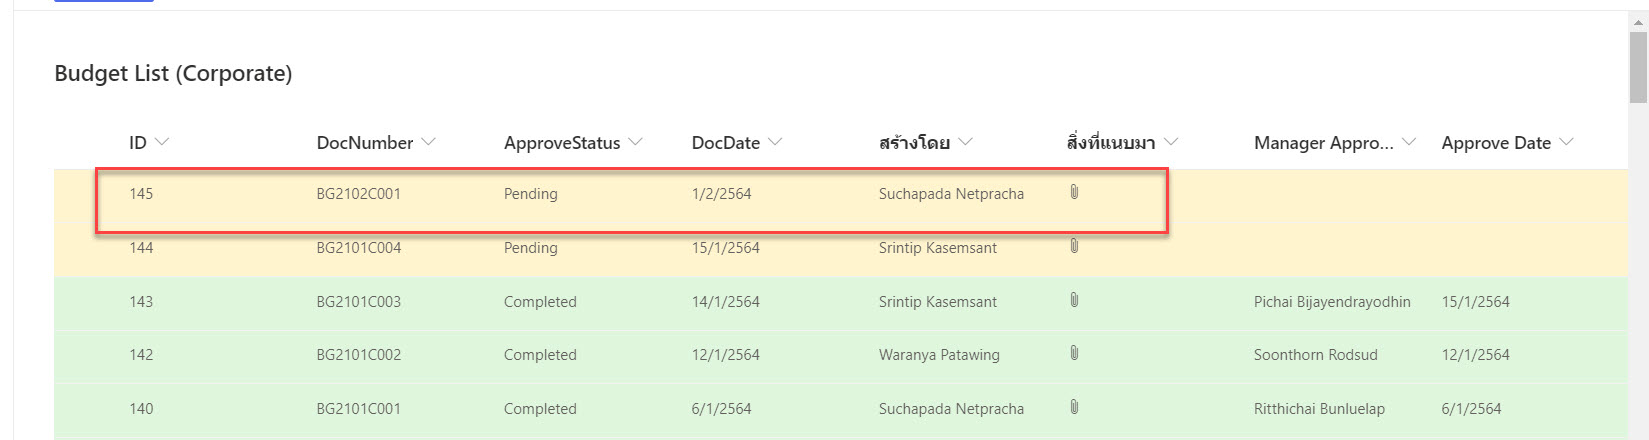 Budget List (Corporate)
ID DocNumber ApproveStatus DocDate สร้างโดย สิ่งที่แนบมา Manager Appro... Approve Date
145 BG2102C001 Pending 1/2/2564 Suchapada Netpracha
144 BG2101C004 Pending 15/1/2564 Srintip Kasemsant
143 BG2101C003 Completed 14/1/2564 Srintip Kasemsant Pichai Bijayendrayodhin 15/1/2564
142 BG2101C002 Completed 12/1/2564 Waranya Patawing Soonthorn Rodsud 12/1/2564
140 BG2101C001 Completed 6/1/2564 Suchapada Netpracha Ritthichai Bunluelap 6/1/2564